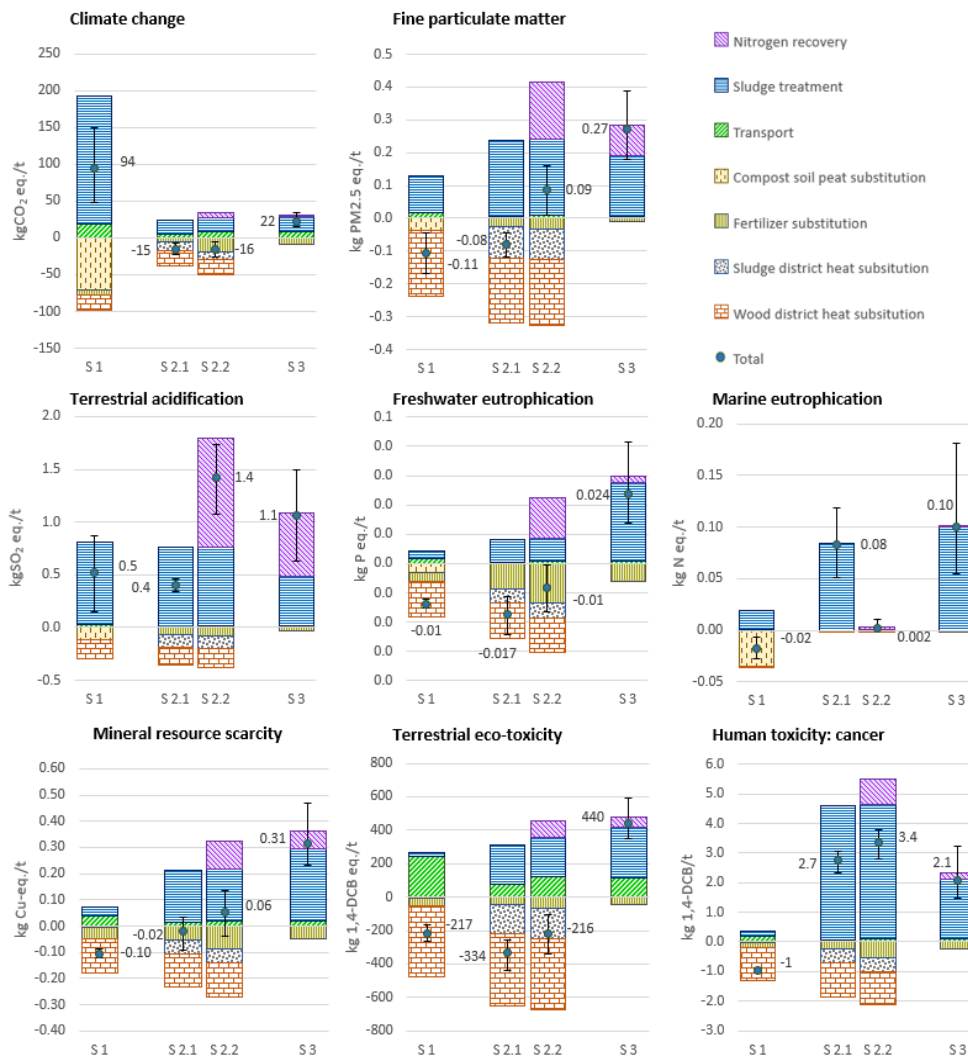 Climate change
kgCO2 eq./t
250
200
150
100
50
0
-50
-100
-150
94
-15
-16
22
S 1
S 2.1
S 2.2
S 3
Fine particulate matter
kg PM2.5 eq./t
0.5
0.4
0.3
0.2
0.1
0.0
-0.1
-0.2
-0.3
-0.4
-0.11
-0.08
0.09
0.27
S 1
S 2.1
S 2.2
S 3
Nitrogen recovery
Sludge treatment
Transport
Compost soil peat substitution
Fertilizer substitution
Sludge district heat subsitution
Wood district heat subsitution
Total
Terrestrial acidification
kgSO2 eq./t
2.0
1.5
1.0
0.5
0.0
-0.5
0.5
0.4
1.4
1.1
S 1
S 2.1
S 2.2
S 3
Freshwater eutrophication
kg P eq./t
0.1
0.0
0.0
0.0
0.0
0.0
0.0
0.0
0.0
0.0
-0.01
-0.017
-0.01
0.024
S 1
S 2.1
S 2.2
S 3
Marine eutrophication
kg N eq./t
0.20
0.15
0.10
0.05
0.00
-0.05
-0.02
0.08
0.002
0.10
S 1
S 2.1
S 2.2
S 3
Mineral resource scarcity
kg Cu-eq./t
0.60
0.50
0.40
0.30
0.20
0.10
0.00
-0.10
-0.20
-0.30
-0.40
-0.10
-0.02
0.06
0.31
S 1
S 2.1
S 2.2
S 3
Terrestrial eco-toxicity
kg 1,4-DCB eq./t
800
600
400
200
0
-200
-400
-600
-800
-217
-334
-216
440
S 1
S 2.1
S 2.2
S 3
Human toxicity: cancer
kg 1,4-DCB/t
6.0
5.0
4.0
3.0
2.0
1.0
0.0
-1.0
-2.0
-3.0
-1
2.7
3.4
2.1
S 1
S 2.1
S 2.2
S 3